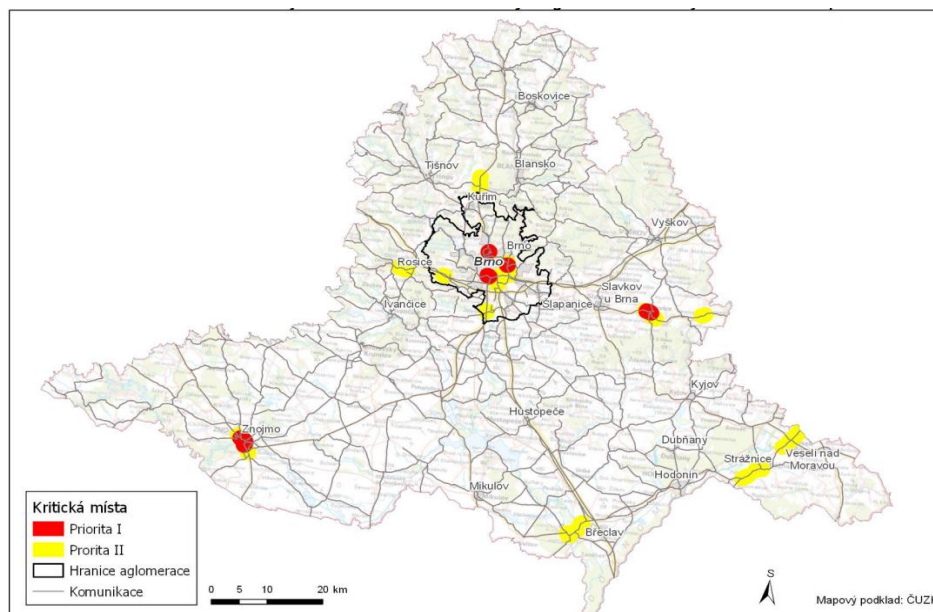 Boskovice
Tišnov
Blansko
Kuřim
Vyškov
Brno
Brno
Rosice
Slavkov
u Brna
Šlapanice
Ivančice
Kyjov
Hustopeče
Znojmo
Dubňany
Strážnice
Veselí nad
Moravou
Hodonín
Mikulov
Břeclav
Kritická místa
Priorita I
Prorita II
Hranice aglomerace
Komunikace
0 5 10 20 km
S
Mapový podklad: ČUZK